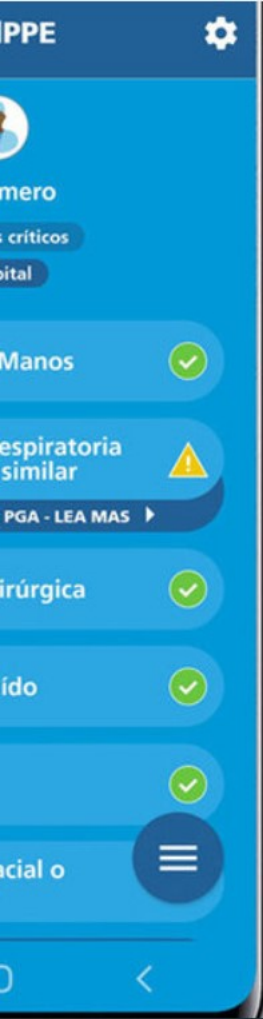 IPPE
mero
s críticos
pital
Manos
espiratoria
similar
PGA - LEA MAS
irúrgica
ído
acial o